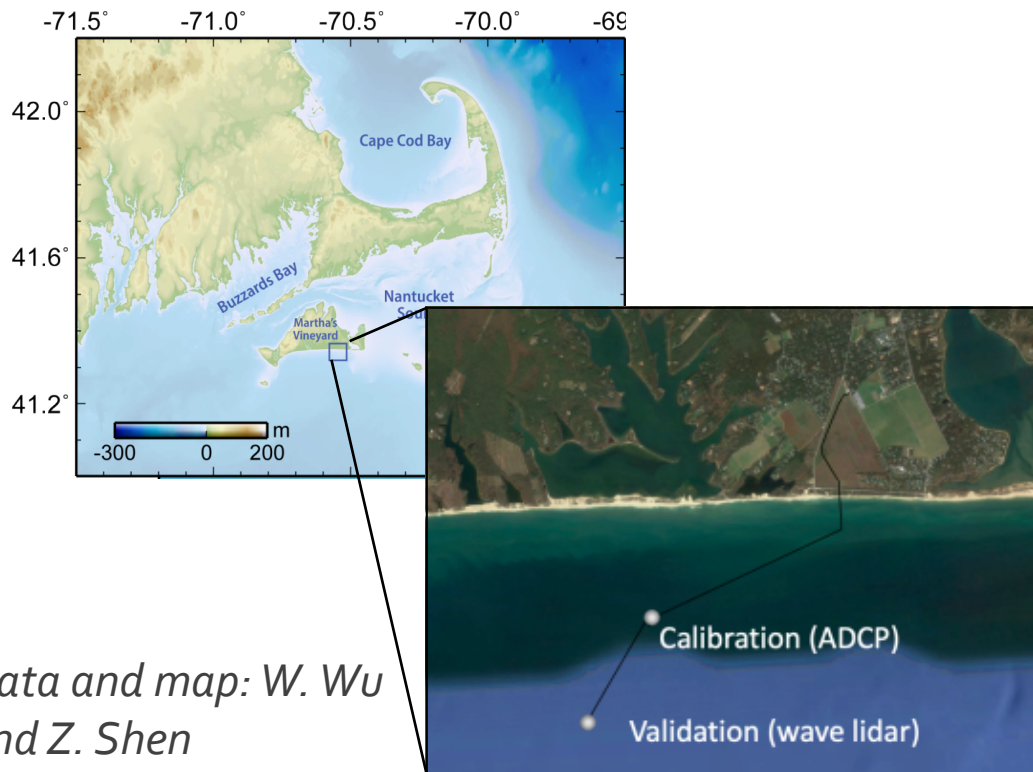 -71.5° -71.0° -70.5° -70.0° -69
42.0°
Cape Cod Bay
41.6°
Buzzards Bay
Nantucket
Martha's
Vineyard
41.2°
m
-300 0 200
Calibration (ADCP)
Validation (wave lidar)
ata and map: W. Wu
nd Z. Shen